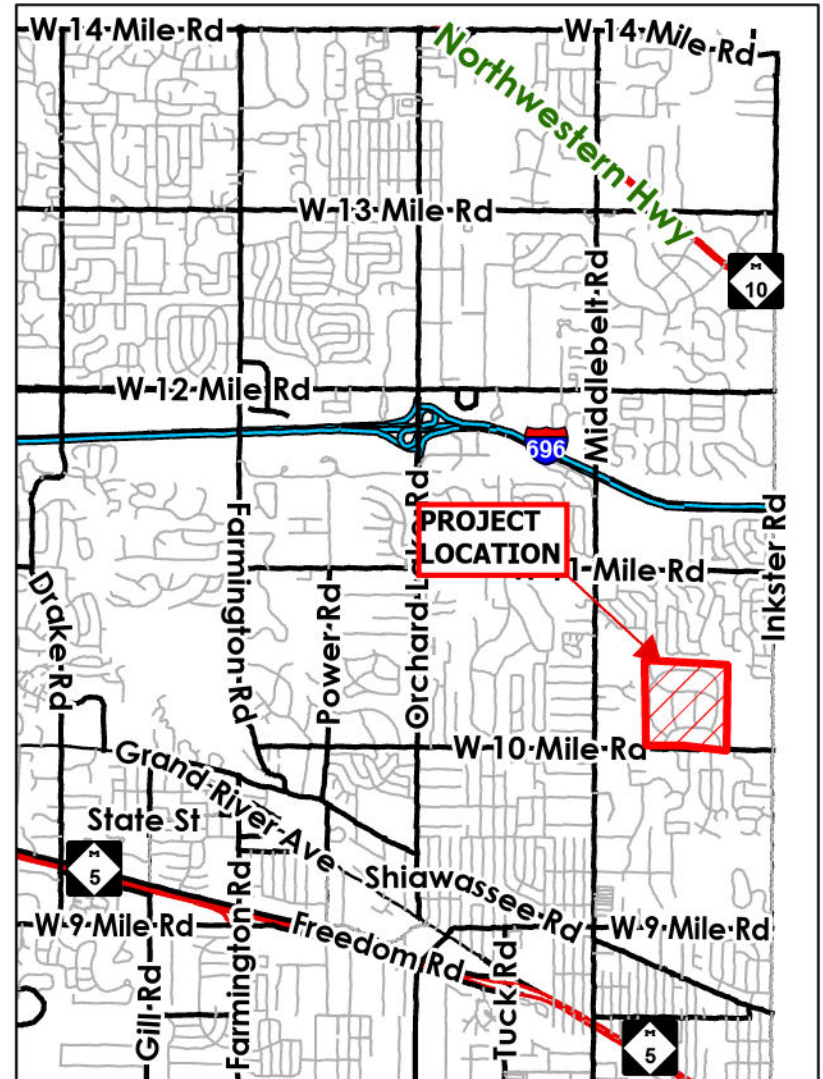 W 14 Mile Rd
W 14 Mile Rd
Northwestern Hwy
W 13 Mile Rd
M
10
Middlebelt Rd
W 12 Mile Rd
696
Farmington Rd
Orchard Lake Rd
PROJECT
LOCATION
W 11 Mile Rd
Inkster Rd
Drake Rd
Power Rd
W 10 Mile Rd
Grand River Ave
State St
M
5
Shiawassee Rd
W 9 Mile Rd
Freedom Rd
W 9 Mile Rd
Gill Rd
Farmington Rd
Tuck Rd
M
5